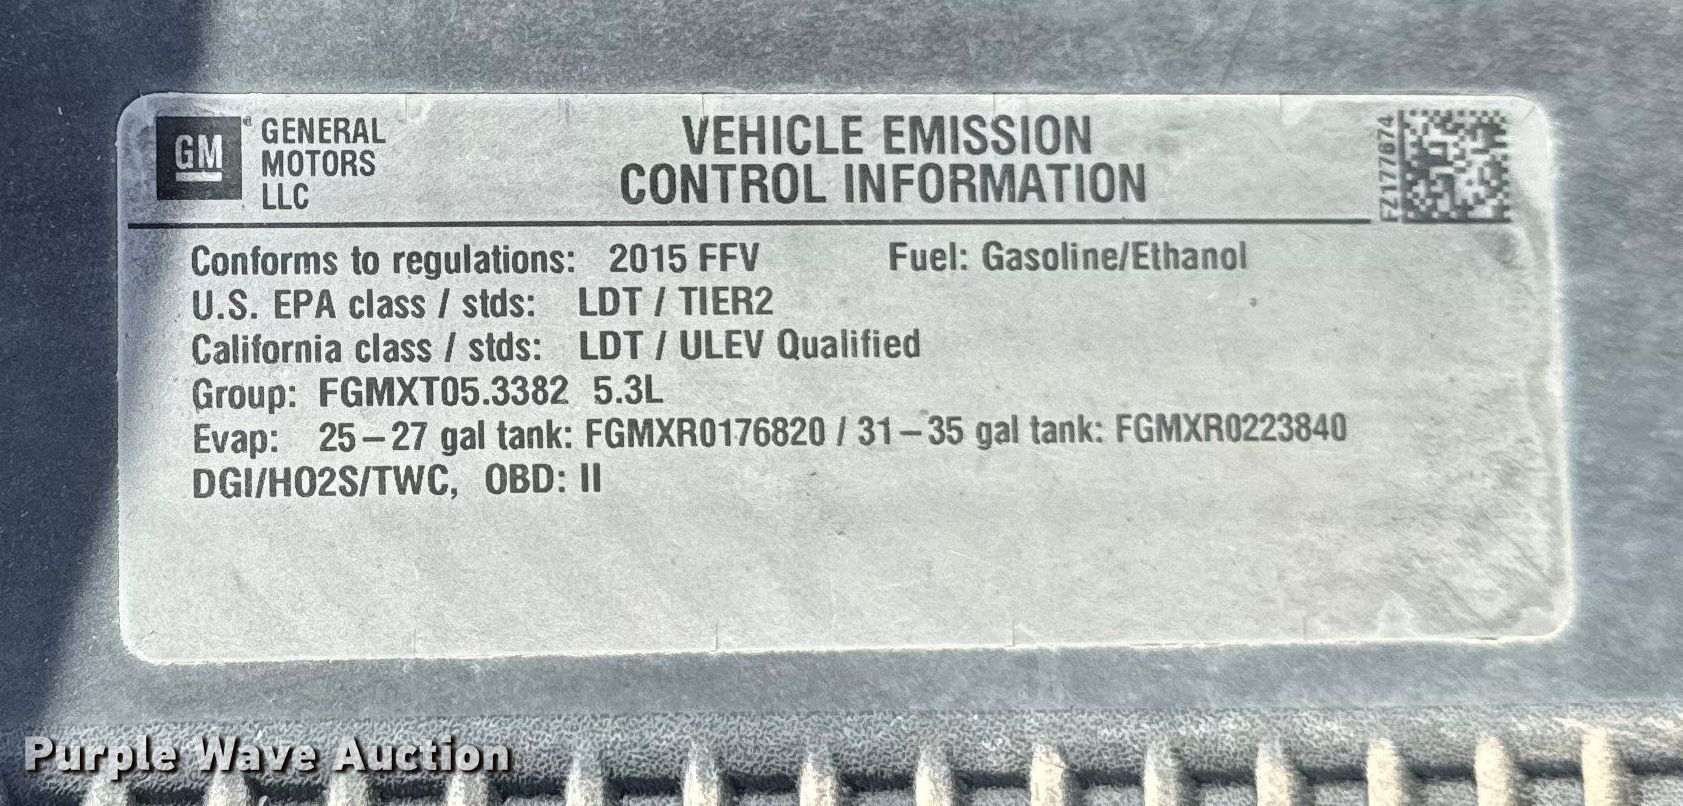 GM
GENERAL
MOTORS
LLC
VEHICLE EMISSION
CONTROL INFORMATION
FZ177674
Conforms to regulations: 2015 FFV Fuel: Gasoline/Ethanol
U.S. EPA class / stds: LDT / TIER2
California class / stds: LDT / ULEV Qualified
Group: FGMXT05.3382 5.3L
Evap: 25–27 gal tank: FGMXR0176820 / 31–35 gal tank: FGMXR0223840
DGI/HO2S/TWC, OBD: II
Purple Wave Auction